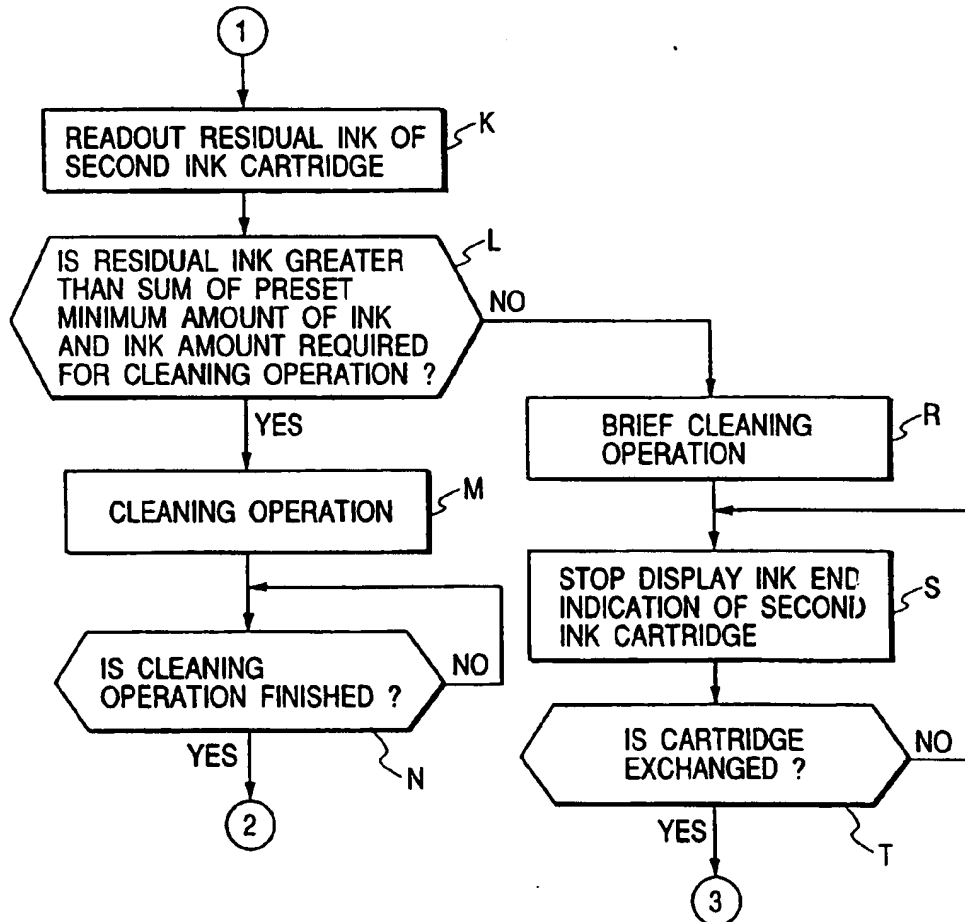 1
READOUT RESIDUAL INK OF
SECOND INK CARTRIDGE
K
IS RESIDUAL INK GREATER
THAN SUM OF PRESET
MINIMUM AMOUNT OF INK
AND INK AMOUNT REQUIRED
FOR CLEANING OPERATION ?
L
NO
YES
CLEANING OPERATION
M
IS CLEANING
OPERATION FINISHED ?
NO
YES
N
2
BRIEF CLEANING
OPERATION
R
STOP DISPLAY INK END
INDICATION OF SECOND
INK CARTRIDGE
S
IS CARTRIDGE
EXCHANGED ?
NO
YES
T
3